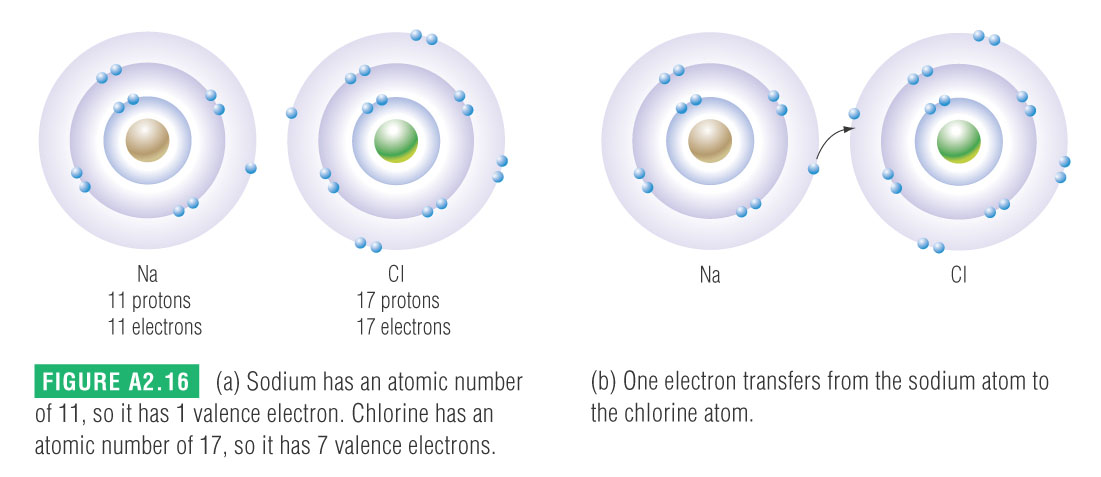 Na
11 protons
11 electrons
Cl
17 protons
17 electrons
Na
Cl
FIGURE A2.16 (a) Sodium has an atomic number
of 11, so it has 1 valence electron. Chlorine has an
atomic number of 17, so it has 7 valence electrons.
(b) One electron transfers from the sodium atom to
the chlorine atom.